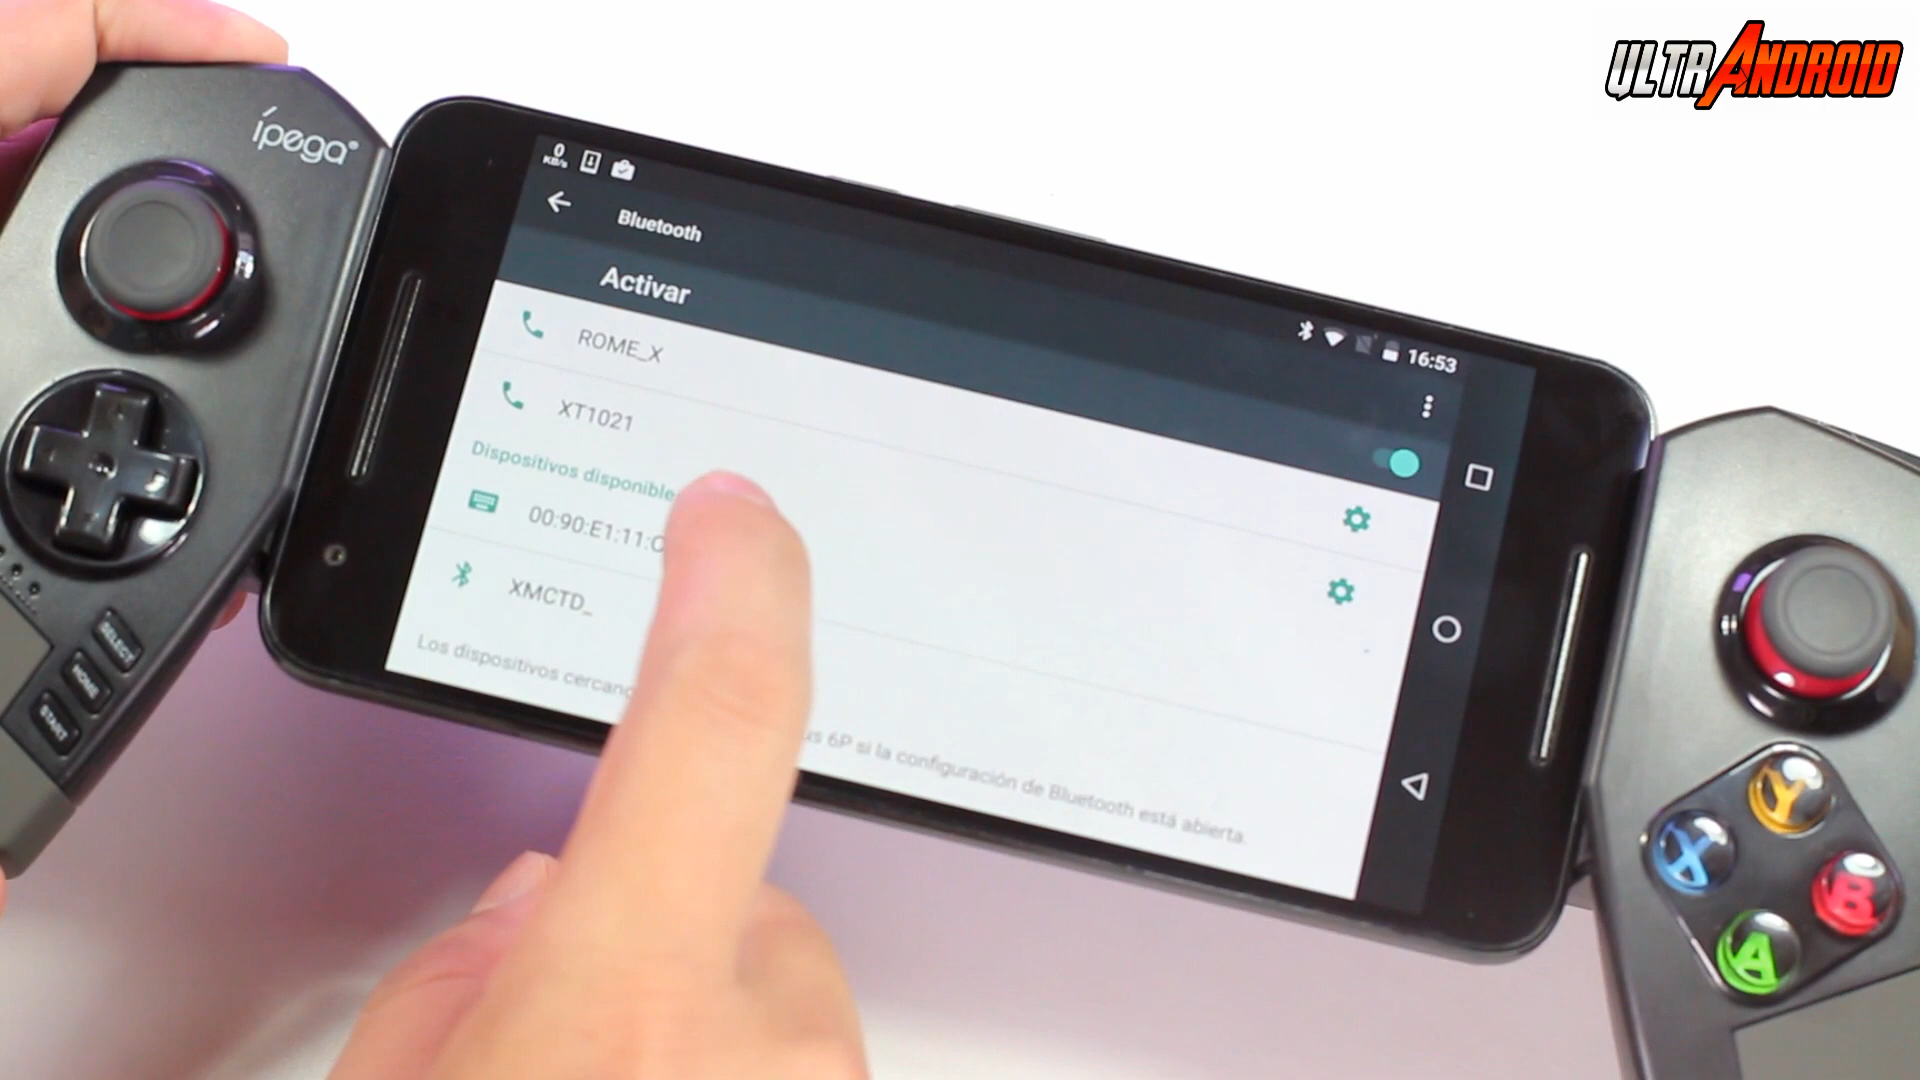 ULTRANDROID
ípega®
0
KB/s
16:53
Bluetooth
Activar
ROME_X
XT1021
Dispositivos disponible
00:90:E1:11:
XMCTD_
Los dispositivos
us 6P si la configuración de Bluetooth está abierta.
SELECT
HOME
START
Y
X
B
A